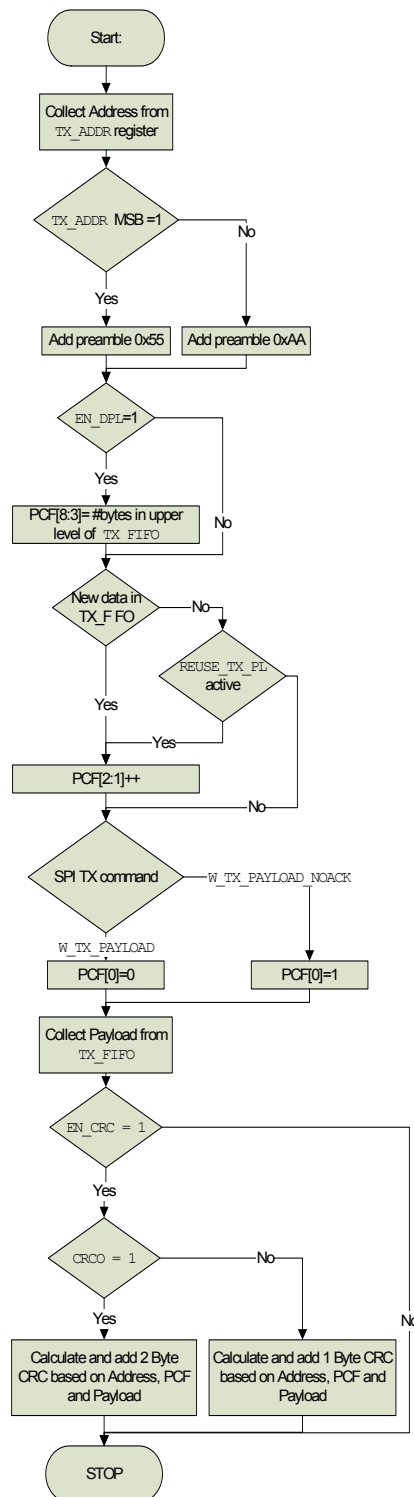 Start:
Collect Address from
TX_ADDR register
TX_ADDR MSB =1
No
Yes
Add preamble 0x55
Add preamble 0xAA
EN_DPL=1
Yes
No
PCF[8:3]= #bytes in upper
level of TX FIFO
New data in
TX_F FO
No
REUSE_TX_PL
active
Yes
Yes
PCF[2:1]++
No
SPI TX command
W_TX_PAYLOAD_NOACK
W_TX_PAYLOAD
PCF[0]=0
PCF[0]=1
Collect Payload from
TX_FIFO
EN_CRC = 1
Yes
CRCO = 1
No
No
Yes
Calculate and add 2 Byte
CRC based on Address, PCF
and Payload
Calculate and add 1 Byte CRC
based on Address, PCF and
Payload
STOP